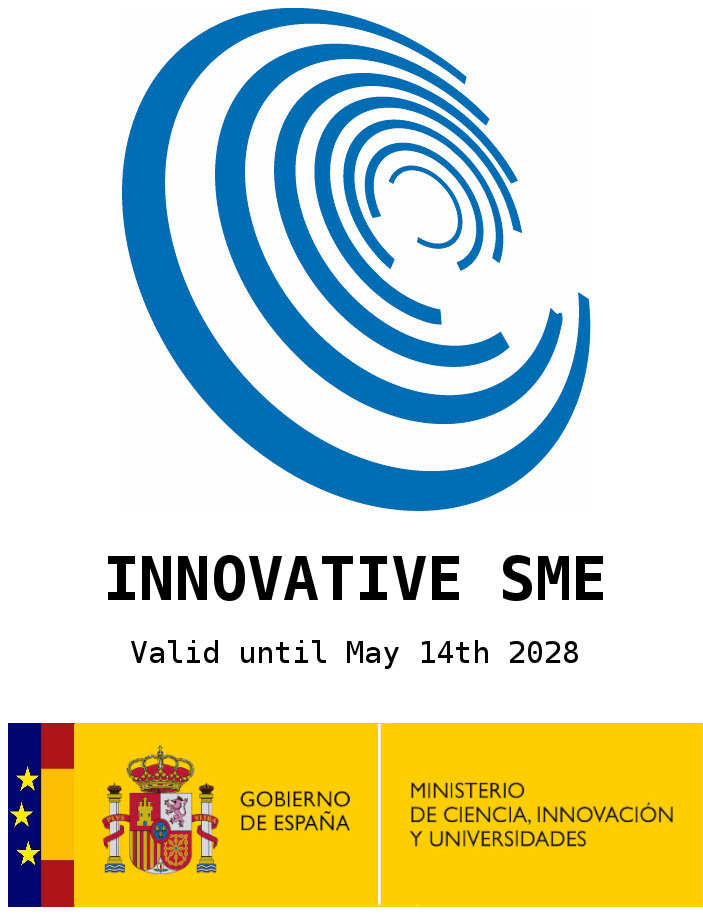 INNOVATIVE SME
Valid until May 14th 2028
GOBIERNO
DE ESPAÑA
MINISTERIO
DE CIENCIA, INNOVACIÓN
Y UNIVERSIDADES